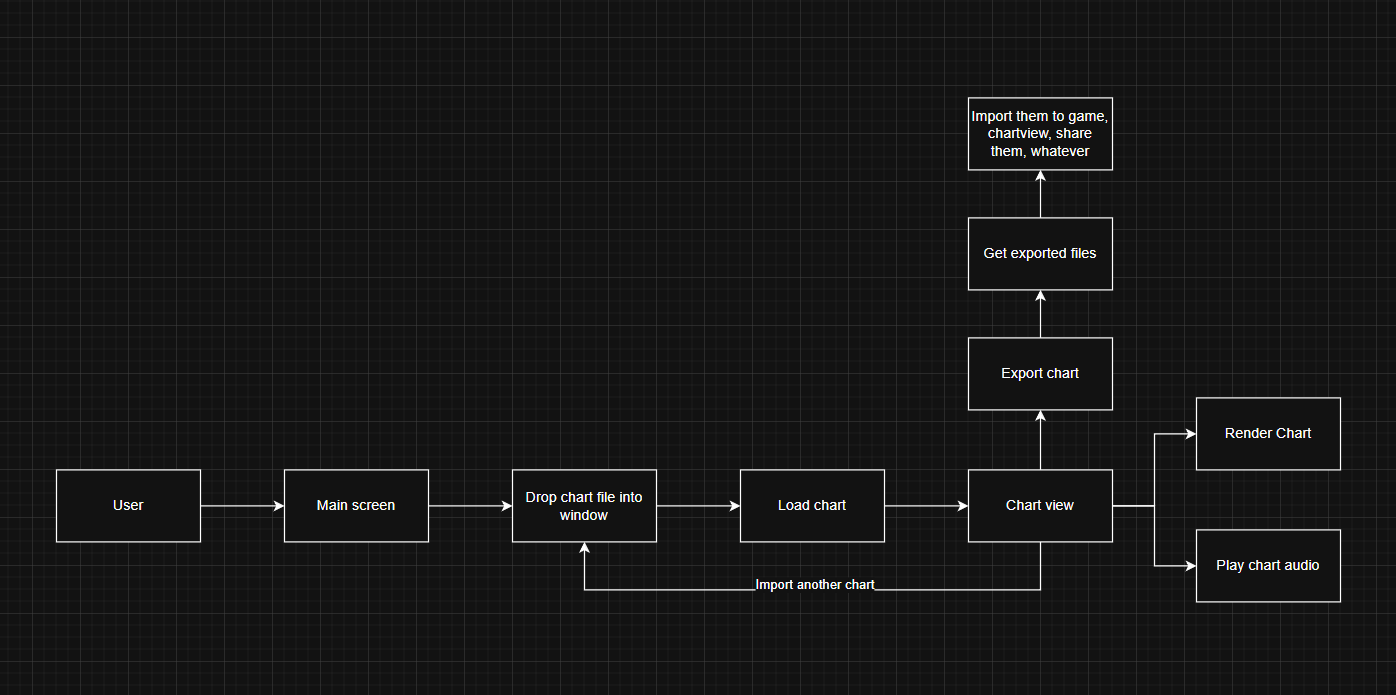 Import them to game,
chartview, share
them, whatever
Get exported files
Export chart
Render Chart
User
Main screen
Drop chart file into
window
Load chart
Chart view
Play chart audio
Import another chart